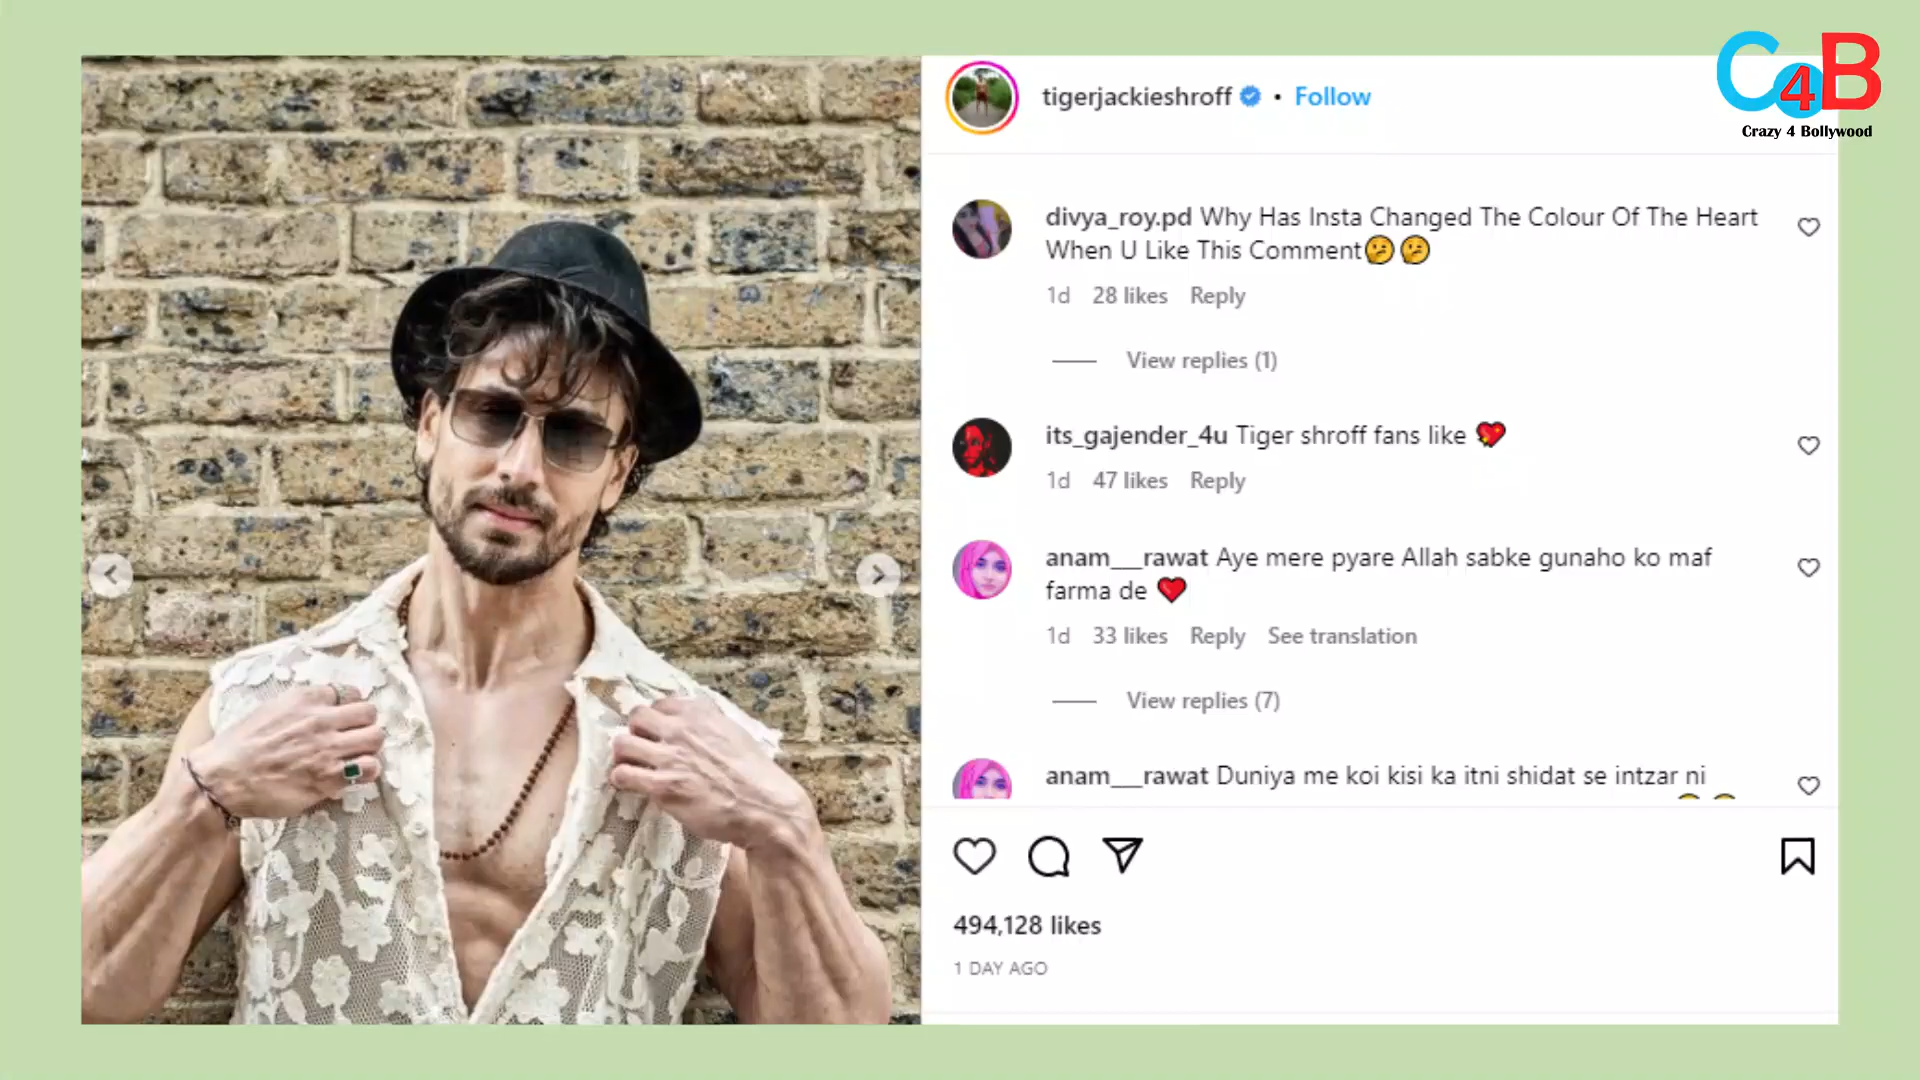 C4B
Crazy 4 Bollywood
tigerjackieshroff • Follow
divya_roy.pd Why Has Insta Changed The Colour Of The Heart
When U Like This Comment🫤🫤
1d 28 likes Reply
View replies (1)
its_gajender_4u Tiger shroff fans like 💖
1d 47 likes Reply
anam___rawat Aye mere pyare Allah sabke gunaho ko maf
farma de ❤️
1d 33 likes Reply See translation
View replies (7)
anam___rawat Duniya me koi kisi ka itni shidat se intzar ni
494,128 likes
1 DAY AGO